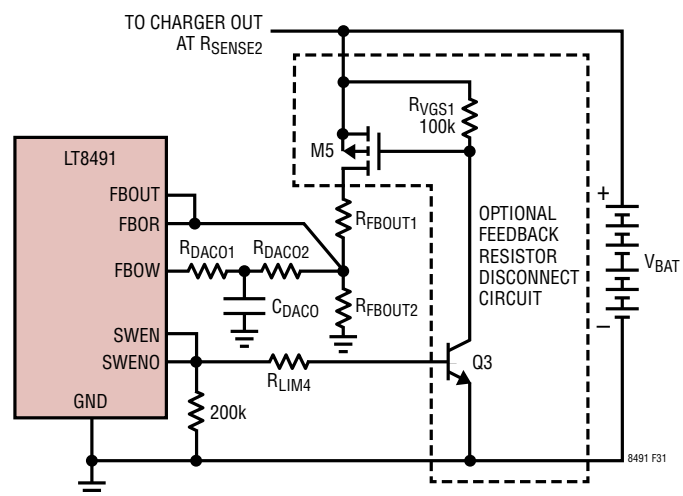 TO CHARGER OUT
AT RSENSE2
RVGS1
100k
M5
LT8491
FBOUT
FBOR
FBOW
RDACO1
RDACO2
CDACO
RFBOUT1
RFBOUT2
OPTIONAL
FEEDBACK
RESISTOR
DISCONNECT
CIRCUIT
+
VBAT
–
SWEN
SWENO
RLIM4
Q3
200k
GND
8491 F31